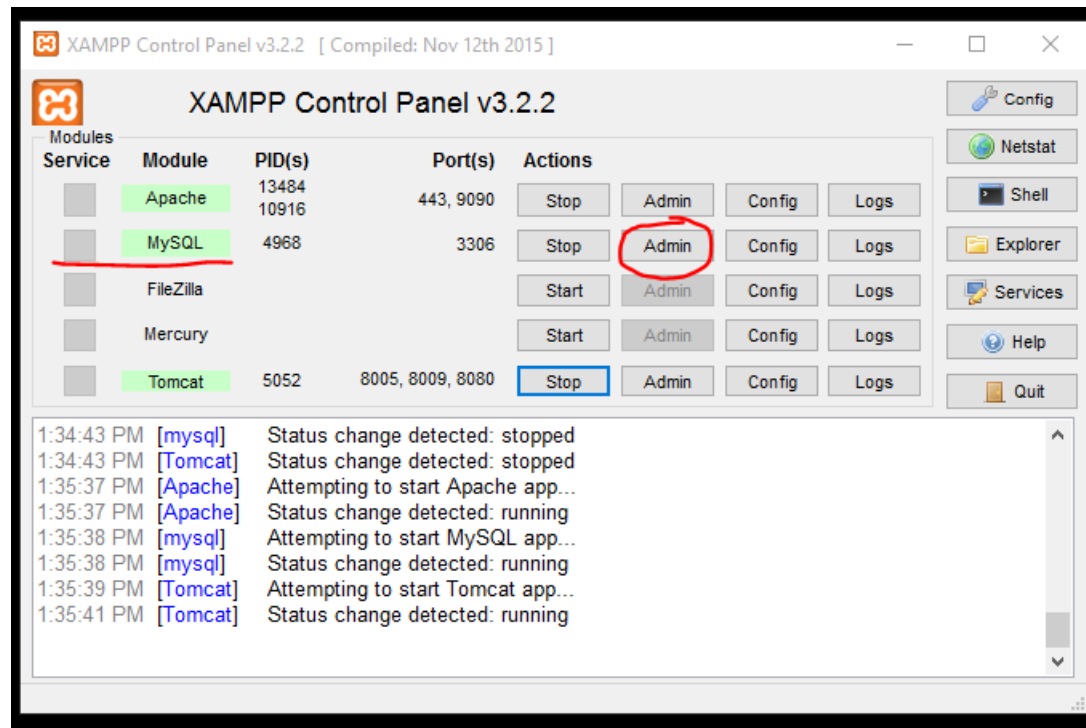 XAMPP Control Panel v3.2.2 [ Compiled: Nov 12th 2015 ]
XAMPP Control Panel v3.2.2
Config
Modules
Service Module PID(s) Port(s) Actions
Netstat
Apache 13484 443, 9090 Stop Admin Config Logs
10916
Shell
MySQL 4968 3306 Stop Admin Config Logs
Explorer
FileZilla Start Admin Config Logs
Services
Mercury Start Admin Config Logs
Help
Tomcat 5052 8005, 8009, 8080 Stop Admin Config Logs
Quit
1:34:43 PM [mysql] Status change detected: stopped
1:34:43 PM [Tomcat] Status change detected: stopped
1:35:37 PM [Apache] Attempting to start Apache app...
1:35:37 PM [Apache] Status change detected: running
1:35:38 PM [mysql] Attempting to start MySQL app...
1:35:38 PM [mysql] Status change detected: running
1:35:39 PM [Tomcat] Attempting to start Tomcat app...
1:35:41 PM [Tomcat] Status change detected: running